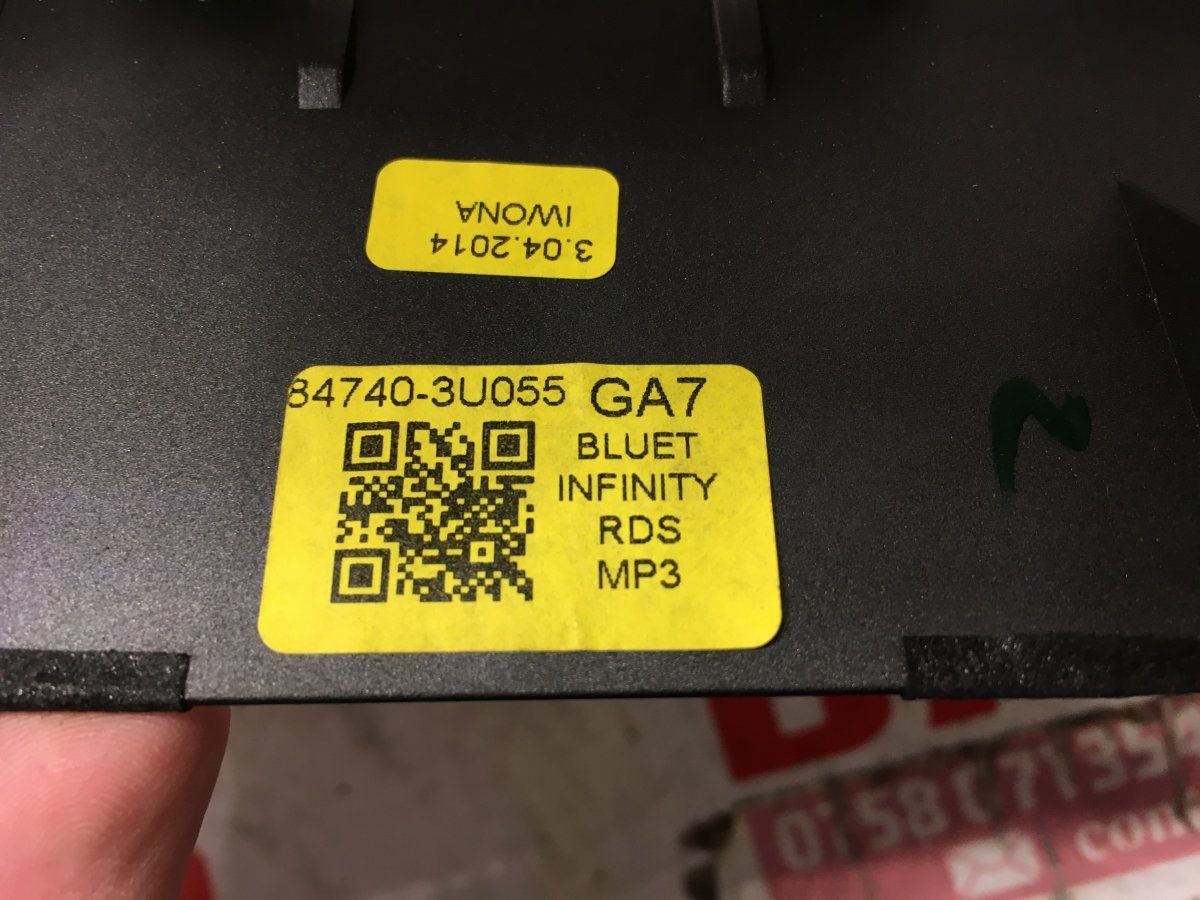 3.04.2014
IWONA
84740-3U055 GA7
BLUET
INFINITY
RDS
MP3